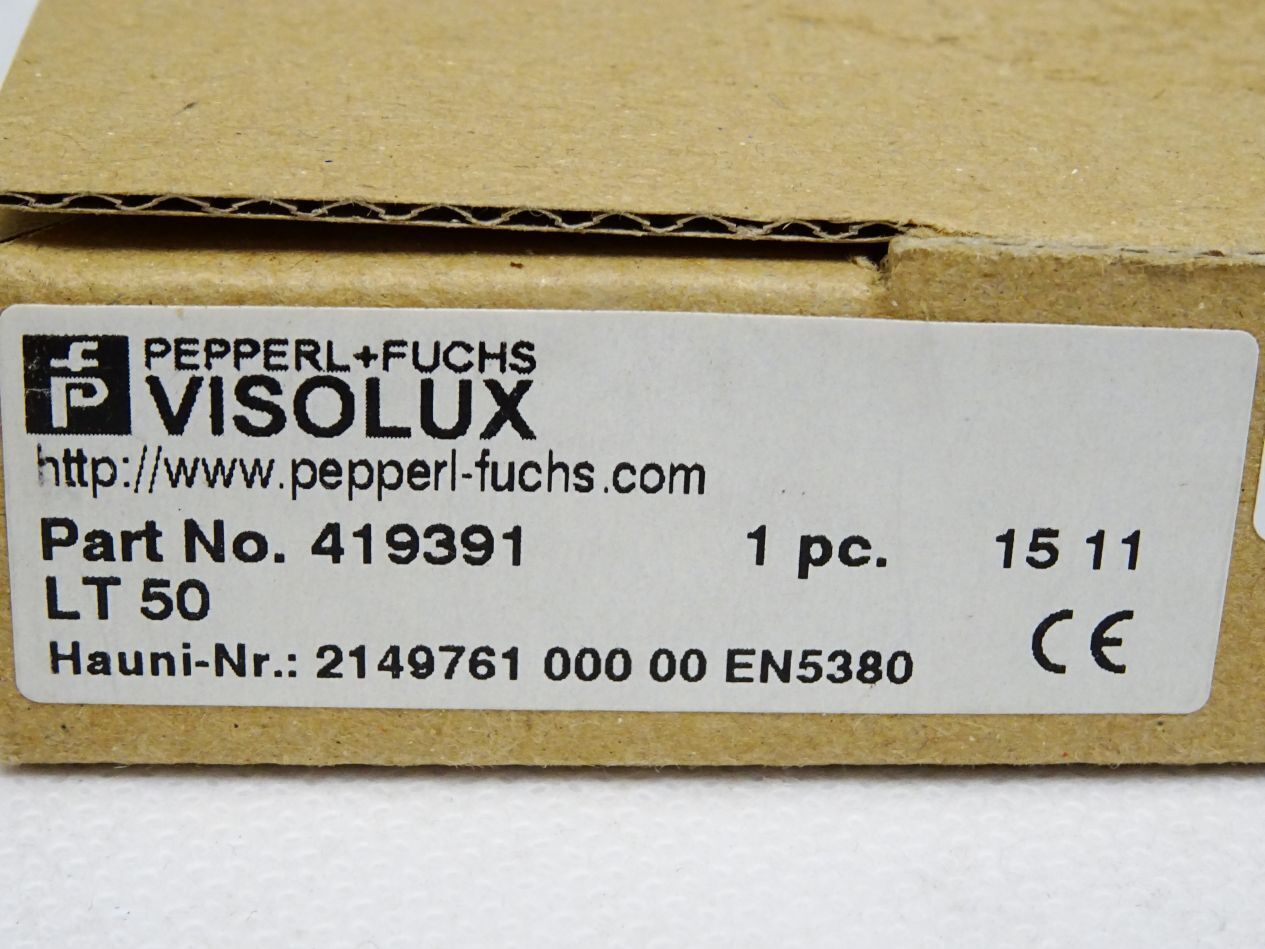 PEPPERL+FUCHS
VISOLUX
http://www.pepperl-fuchs.com
Part No. 419391 1 pc. 15 11
LT 50
Hauni-Nr.: 2149761 000 00 EN5380 CE